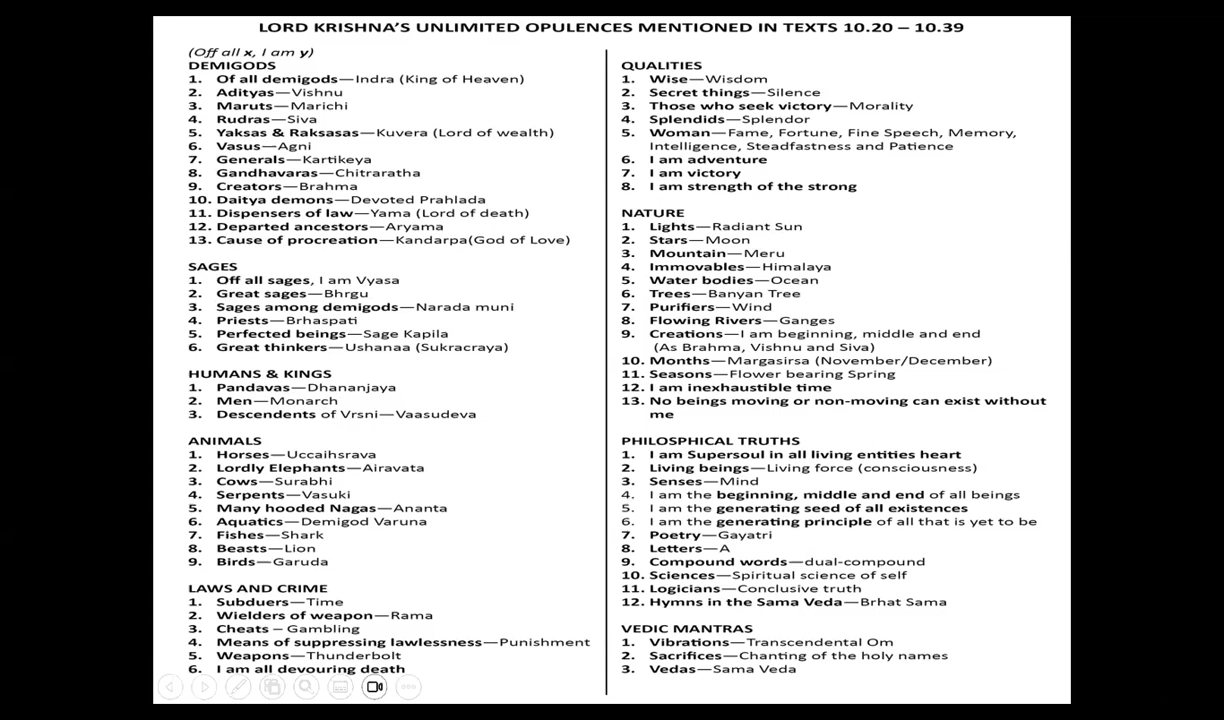 LORD KRISHNA'S UNLIMITED OPULENCES MENTIONED IN TEXTS 10.20 – 10.39
(Off all x, I am y)
DEMIGODS
1. Of all demigods—Indra (King of Heaven)
2. Adityas—Vishnu
3. Maruts—Marichi
4. Rudras—Siva
5. Yaksas & Raksasas—Kuvera (Lord of wealth)
6. Vasus—Agni
7. Generals—Kartikeya
8. Gandhavaras—Chitraratha
9. Creators—Brahma
10. Daitya demons—Devoted Prahlada
11. Dispensers of law—Yama (Lord of death)
12. Departed ancestors—Aryama
13. Cause of procreation—Kandarpa(God of Love)
SAGES
1. Off all sages, I am Vyasa
2. Great sages—Bhrgu
3. Sages among demigods—Narada muni
4. Priests—Brhaspati
5. Perfected beings—Sage Kapila
6. Great thinkers—Ushanaa (Sukracraya)
HUMANS & KINGS
1. Pandavas—Dhananjaya
2. Men—Monarch
3. Descendents of Vrsni—Vaasudeva
ANIMALS
1. Horses—Uccaihsrava
2. Lordly Elephants—Airavata
3. Cows—Surabhi
4. Serpents—Vasuki
5. Many hooded Nagas—Ananta
6. Aquatics—Demigod Varuna
7. Fishes—Shark
8. Beasts—Lion
9. Birds—Garuda
LAWS AND CRIME
1. Subduers—Time
2. Wielders of weapon—Rama
3. Cheats – Gambling
4. Means of suppressing lawlessness—Punishment
5. Weapons—Thunderbolt
6. I am all devouring death
QUALITIES
1. Wise—Wisdom
2. Secret things—Silence
3. Those who seek victory—Morality
4. Splendids—Splendor
5. Woman—Fame, Fortune, Fine Speech, Memory,
Intelligence, Steadfastness and Patience
6. I am adventure
7. I am victory
8. I am strength of the strong
NATURE
1. Lights—Radiant Sun
2. Stars—Moon
3. Mountain—Meru
4. Immovables—Himalaya
5. Water bodies—Ocean
6. Trees—Banyan Tree
7. Purifiers—Wind
8. Flowing Rivers—Ganges
9. Creations—I am beginning, middle and end
(As Brahma, Vishnu and Siva)
10. Months—Margasirsa (November/December)
11. Seasons—Flower bearing Spring
12. I am inexhaustible time
13. No beings moving or non-moving can exist without
me
PHILOSPHICAL TRUTHS
1. I am Supersoul in all living entities heart
2. Living beings—Living force (consciousness)
3. Senses—Mind
4. I am the beginning, middle and end of all beings
5. I am the generating seed of all existences
6. I am the generating principle of all that is yet to be
7. Poetry—Gayatri
8. Letters—A
9. Compound words—dual-compound
10. Sciences—Spiritual science of self
11. Logicians—Conclusive truth
12. Hymns in the Sama Veda—Brhat Sama
VEDIC MANTRAS
1. Vibrations—Transcendental Om
2. Sacrifices—Chanting of the holy names
3. Vedas—Sama Veda